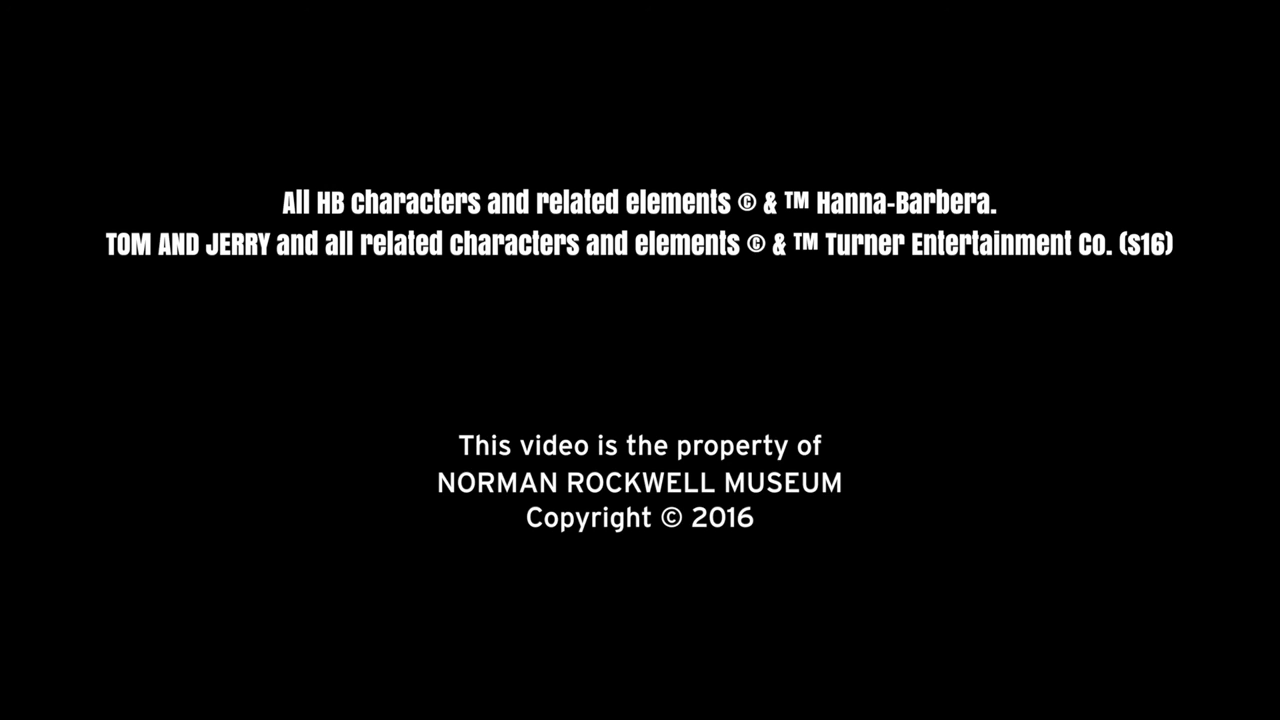 All HB characters and related elements © & ™ Hanna-Barbera.
TOM AND JERRY and all related characters and elements © & ™ Turner Entertainment Co. (s16)
This video is the property of
NORMAN ROCKWELL MUSEUM
Copyright © 2016